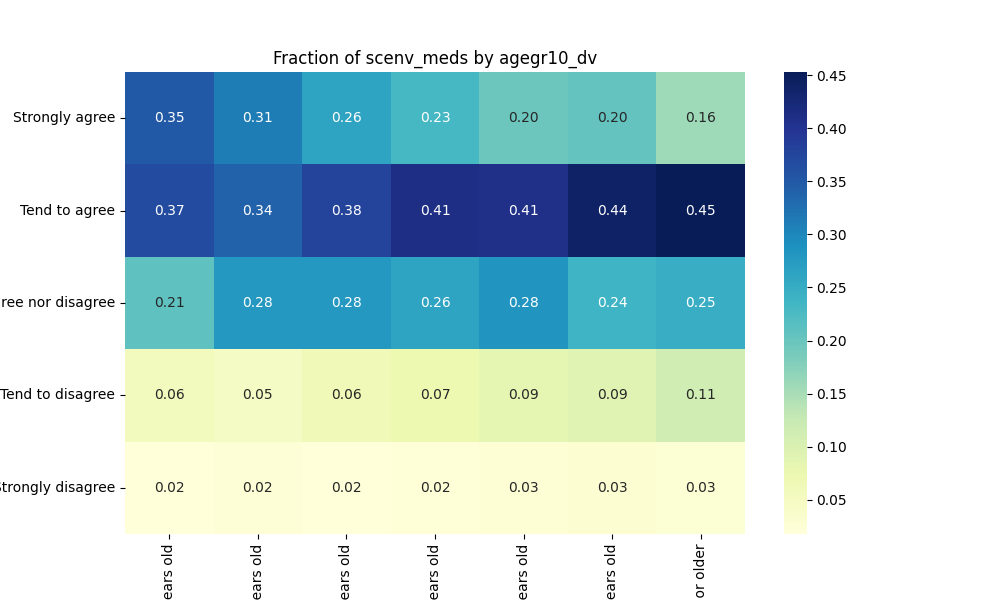 Fraction of scenv_meds by agegr10_dv
Strongly agree 0.35 0.31 0.26 0.23 0.20 0.20 0.16
Tend to agree 0.37 0.34 0.38 0.41 0.41 0.44 0.45
ree nor disagree 0.21 0.28 0.28 0.26 0.28 0.24 0.25
Tend to disagree 0.06 0.05 0.06 0.07 0.09 0.09 0.11
Strongly disagree 0.02 0.02 0.02 0.02 0.03 0.03 0.03
ears old
ears old
ears old
ears old
ears old
ears old
or older
0.45
0.40
0.35
0.30
0.25
0.20
0.15
0.10
0.05